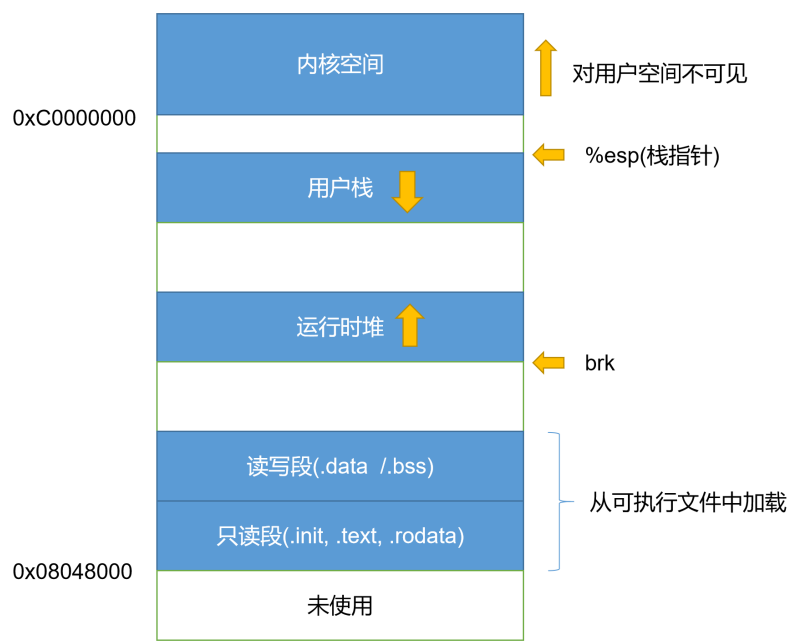 内核空间
对用户空间不可见
0xC0000000
%esp(栈指针)
用户栈
运行时堆
brk
读写段(.data /.bss)
从可执行文件中加载
只读段(.init, .text, .rodata)
0x08048000
未使用